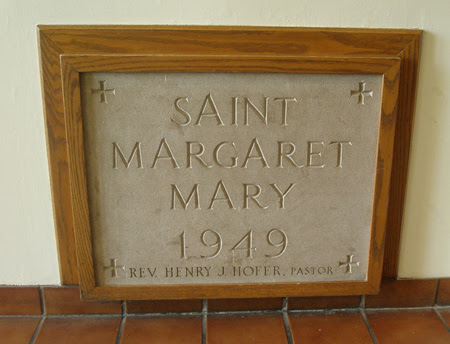 SAINT
MARGARET
MARY
1949
REV. HENRY J. HOFER, PASTOR